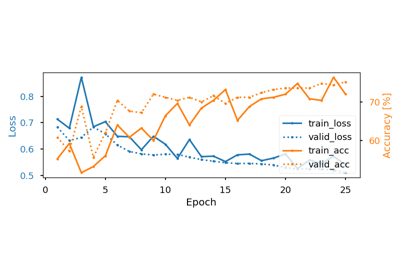 Loss
0.8
0.7
0.6
0.5
0
5
10
15
20
25
Epoch
70
60
Accuracy [%]
train_loss
valid_loss
train_acc
valid_acc